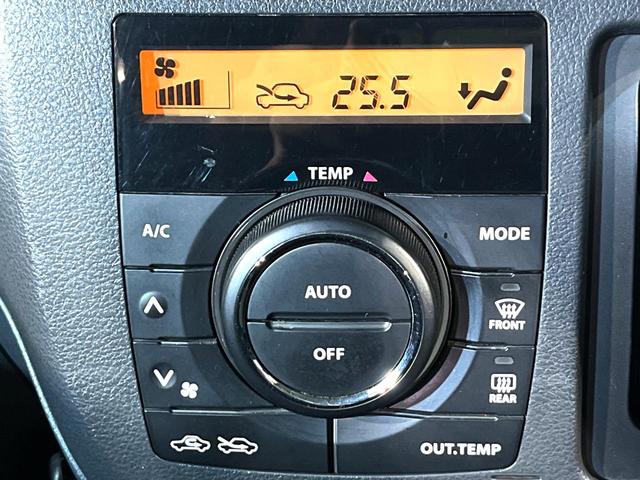 25.5
TEMP
A/C
MODE
AUTO
OFF
FRONT
REAR
OUT.TEMP